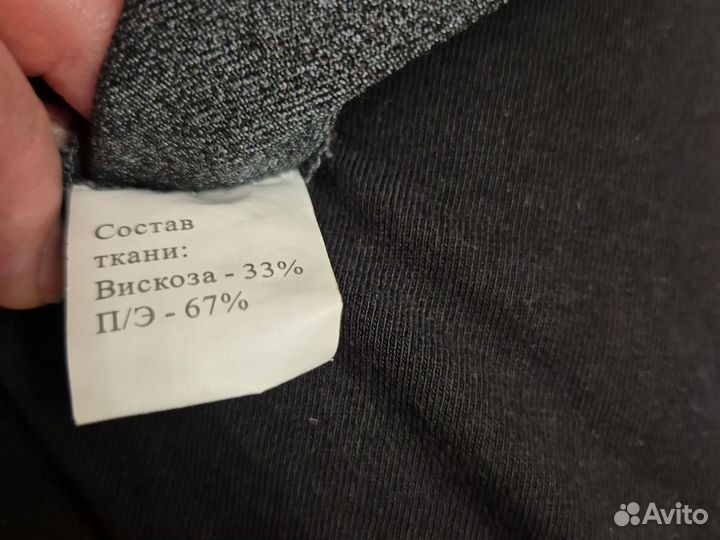 Состав
ткани:
Вискоза - 33%
П/Э - 67%
Avito